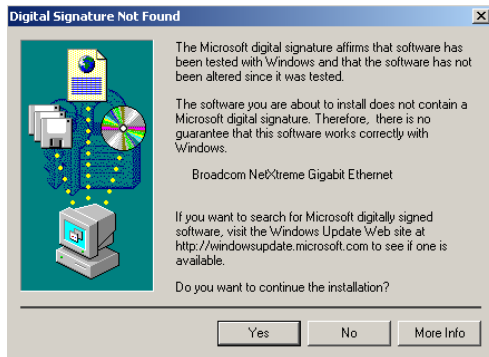 Digital Signature Not Found
The Microsoft digital signature affirms that software has
been tested with Windows and that the software has not
been altered since it was tested.
The software you are about to install does not contain a
Microsoft digital signature. Therefore, there is no
guarantee that this software works correctly with
Windows.
Broadcom NetXtreme Gigabit Ethernet
If you want to search for Microsoft digitally signed
software, visit the Windows Update Web site at
http://windowsupdate.microsoft.com to see if one is
available.
Do you want to continue the installation?
Yes No More Info